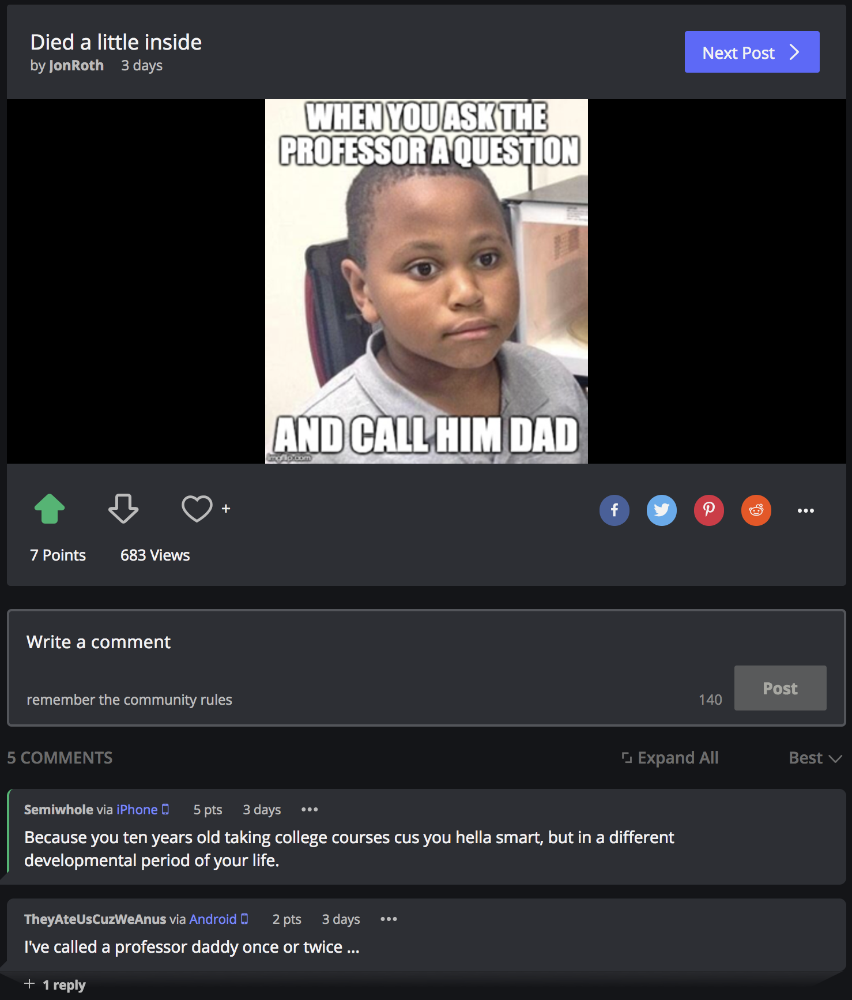 Died a little inside
by JonRoth 3 days
Next Post
WHEN YOU ASK THE
PROFESSOR A QUESTION
AND CALL HIM DAD
imgflip.com
+
7 Points 683 Views
Write a comment
remember the community rules
140
Post
5 COMMENTS
Expand All
Best
Semiwhole via iPhone 5 pts 3 days •••
Because you ten years old taking college courses cus you hella smart, but in a different
developmental period of your life.
TheyAteUsCuzWeAnus via Android 2 pts 3 days •••
I've called a professor daddy once or twice ...
+ 1 reply